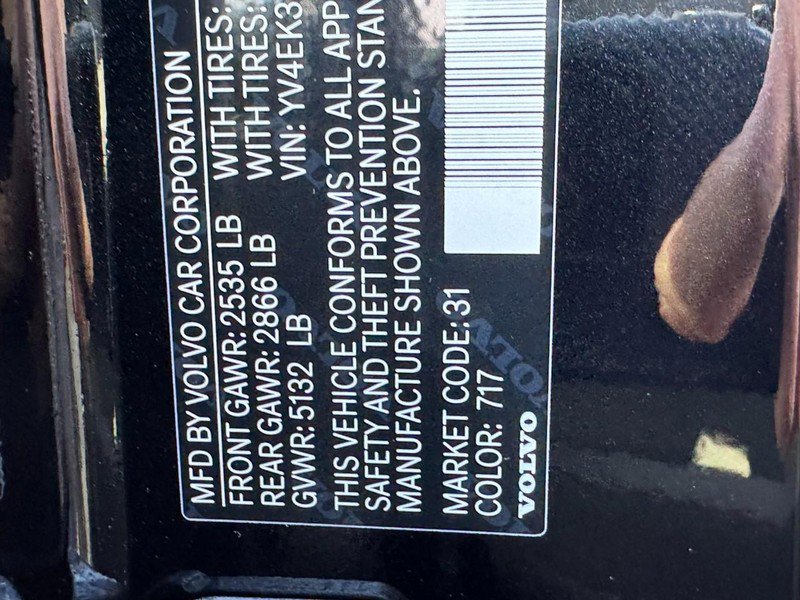 MFD BY VOLVO CAR CORPORATION
FRONT GAWR: 2535 LB WITH TIRES:
REAR GAWR: 2866 LB WITH TIRES:
GVWR: 5132 LB VIN: YV4EK3
THIS VEHICLE CONFORMS TO ALL APP
SAFETY AND THEFT PREVENTION STAN
MANUFACTURE SHOWN ABOVE.
MARKET CODE: 31
COLOR: 717
VOLVO